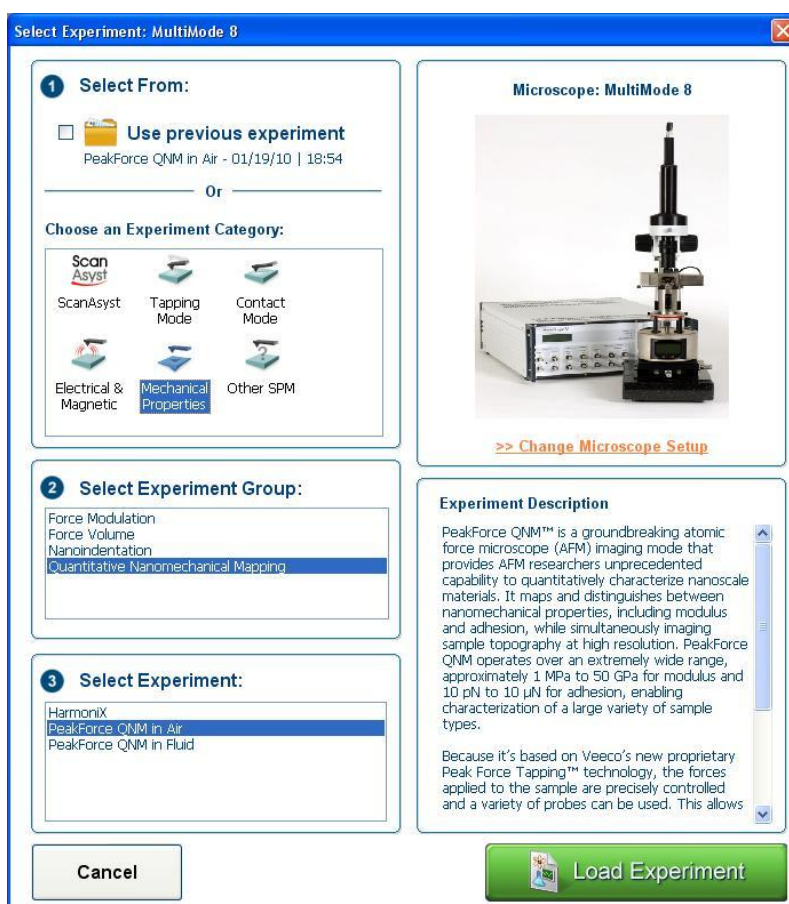 Select Experiment: MultiMode 8
1 Select From:
Use previous experiment
PeakForce QNM in Air - 01/19/10 | 18:54
Or
Choose an Experiment Category:
Scan
Asyst
ScanAsyst
Tapping
Mode
Contact
Mode
Electrical &
Magnetic
Mechanical
Properties
Other SPM
2 Select Experiment Group:
Force Modulation
Force Volume
Nanoindentation
Quantitative Nanomechanical Mapping
3 Select Experiment:
HarmoniX
PeakForce QNM in Air
PeakForce QNM in Fluid
Cancel
Microscope: MultiMode 8
>> Change Microscope Setup
Experiment Description
PeakForce QNM™ is a groundbreaking atomic
force microscope (AFM) imaging mode that
provides AFM researchers unprecedented
capability to quantitatively characterize nanoscale
materials. It maps and distinguishes between
nanomechanical properties, including modulus
and adhesion, while simultaneously imaging
sample topography at high resolution. PeakForce
QNM operates over an extremely wide range,
approximately 1 MPa to 50 GPa for modulus and
10 pN to 10 µN for adhesion, enabling
characterization of a large variety of sample
types.
Because it's based on Veeco's new proprietary
Peak Force Tapping™ technology, the forces
applied to the sample are precisely controlled
and a variety of probes can be used. This allows
Load Experiment